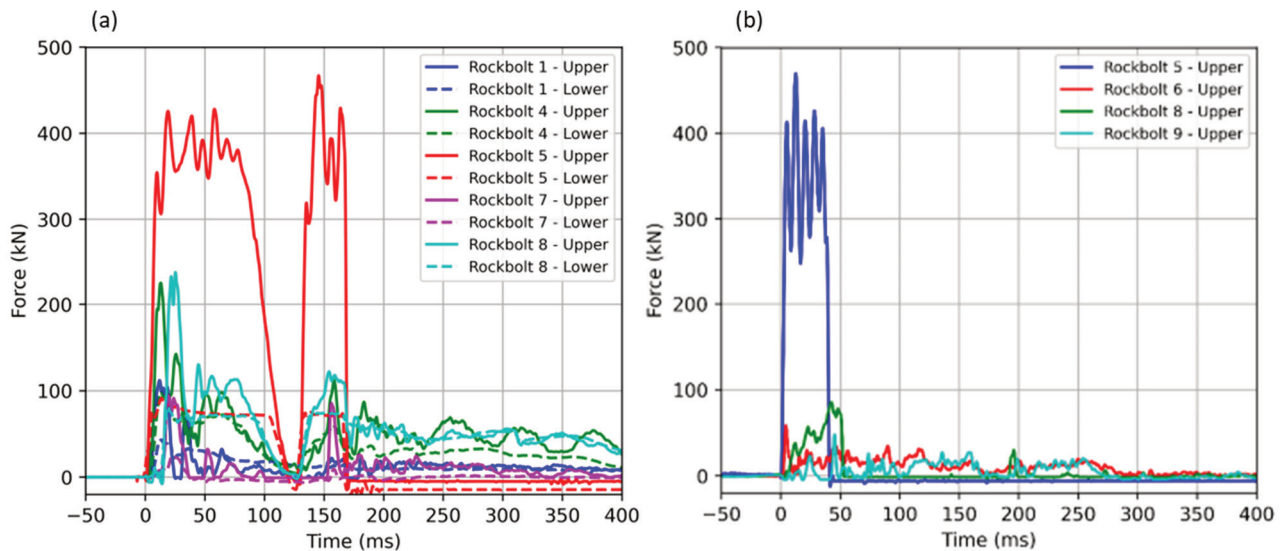 (a)
500
400
300
200
100
0
Force (kN)
-50 0 50 100 150 200 250 300 350 400
Time (ms)
Rockbolt 1 - Upper
Rockbolt 1 - Lower
Rockbolt 4 - Upper
Rockbolt 4 - Lower
Rockbolt 5 - Upper
Rockbolt 5 - Lower
Rockbolt 7 - Upper
Rockbolt 7 - Lower
Rockbolt 8 - Upper
Rockbolt 8 - Lower
(b)
500
400
300
200
100
0
Force (kN)
-50 0 50 100 150 200 250 300 350 400
Time (ms)
Rockbolt 5 - Upper
Rockbolt 6 - Upper
Rockbolt 8 - Upper
Rockbolt 9 - Upper